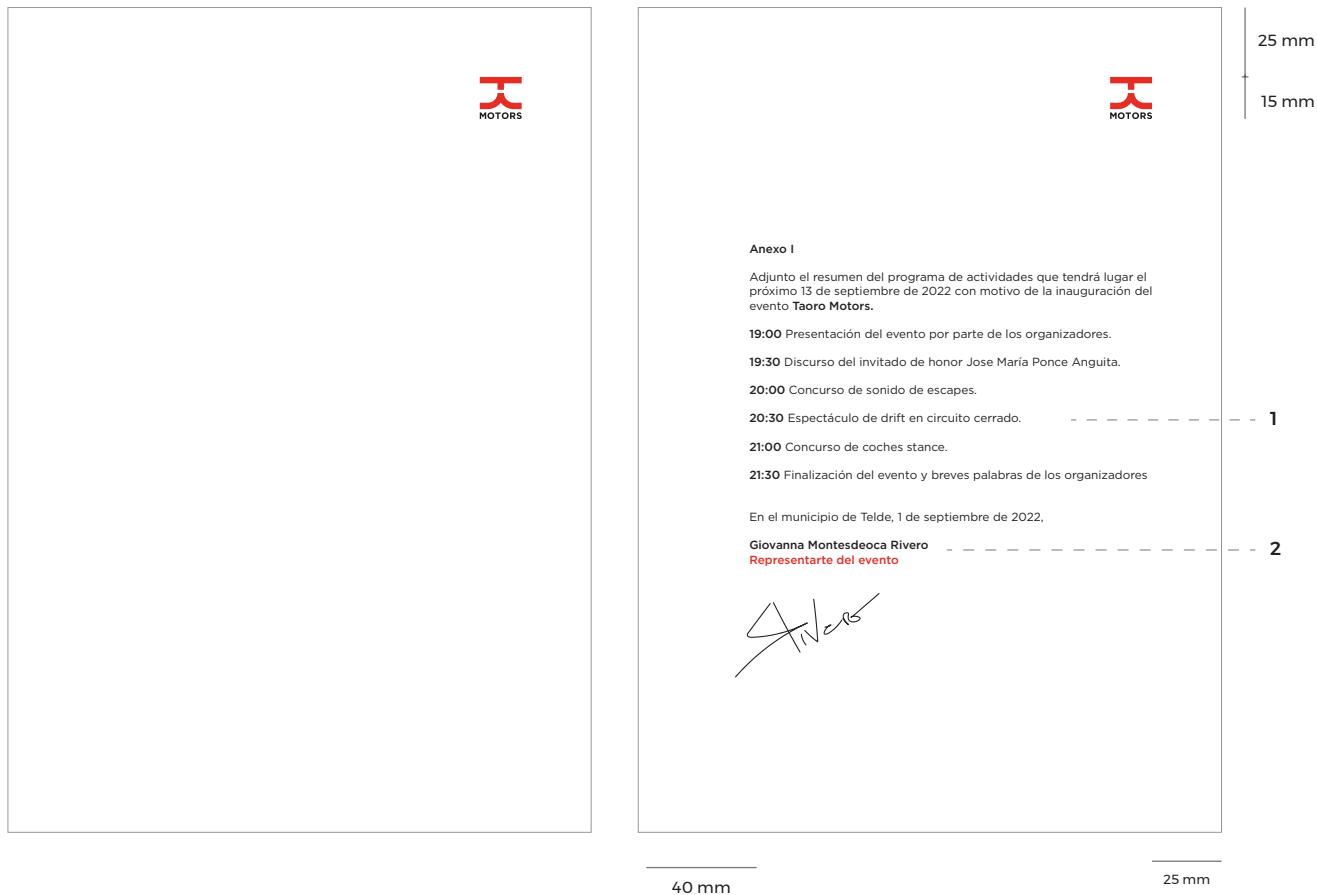 MOTORS
MOTORS
25 mm
15 mm
Anexo I
Adjunto el resumen del programa de actividades que tendrá lugar el
próximo 13 de septiembre de 2022 con motivo de la inauguración del
evento Taoro Motors.
19:00 Presentación del evento por parte de los organizadores.
19:30 Discurso del invitado de honor Jose María Ponce Anguita.
20:00 Concurso de sonido de escapes.
20:30 Espectáculo de drift en circuito cerrado.
1
21:00 Concurso de coches stance.
21:30 Finalización del evento y breves palabras de los organizadores
En el municipio de Telde, 1 de septiembre de 2022,
Giovanna Montesdeoca Rivero
2
Representarte del evento
Rivero
40 mm
25 mm